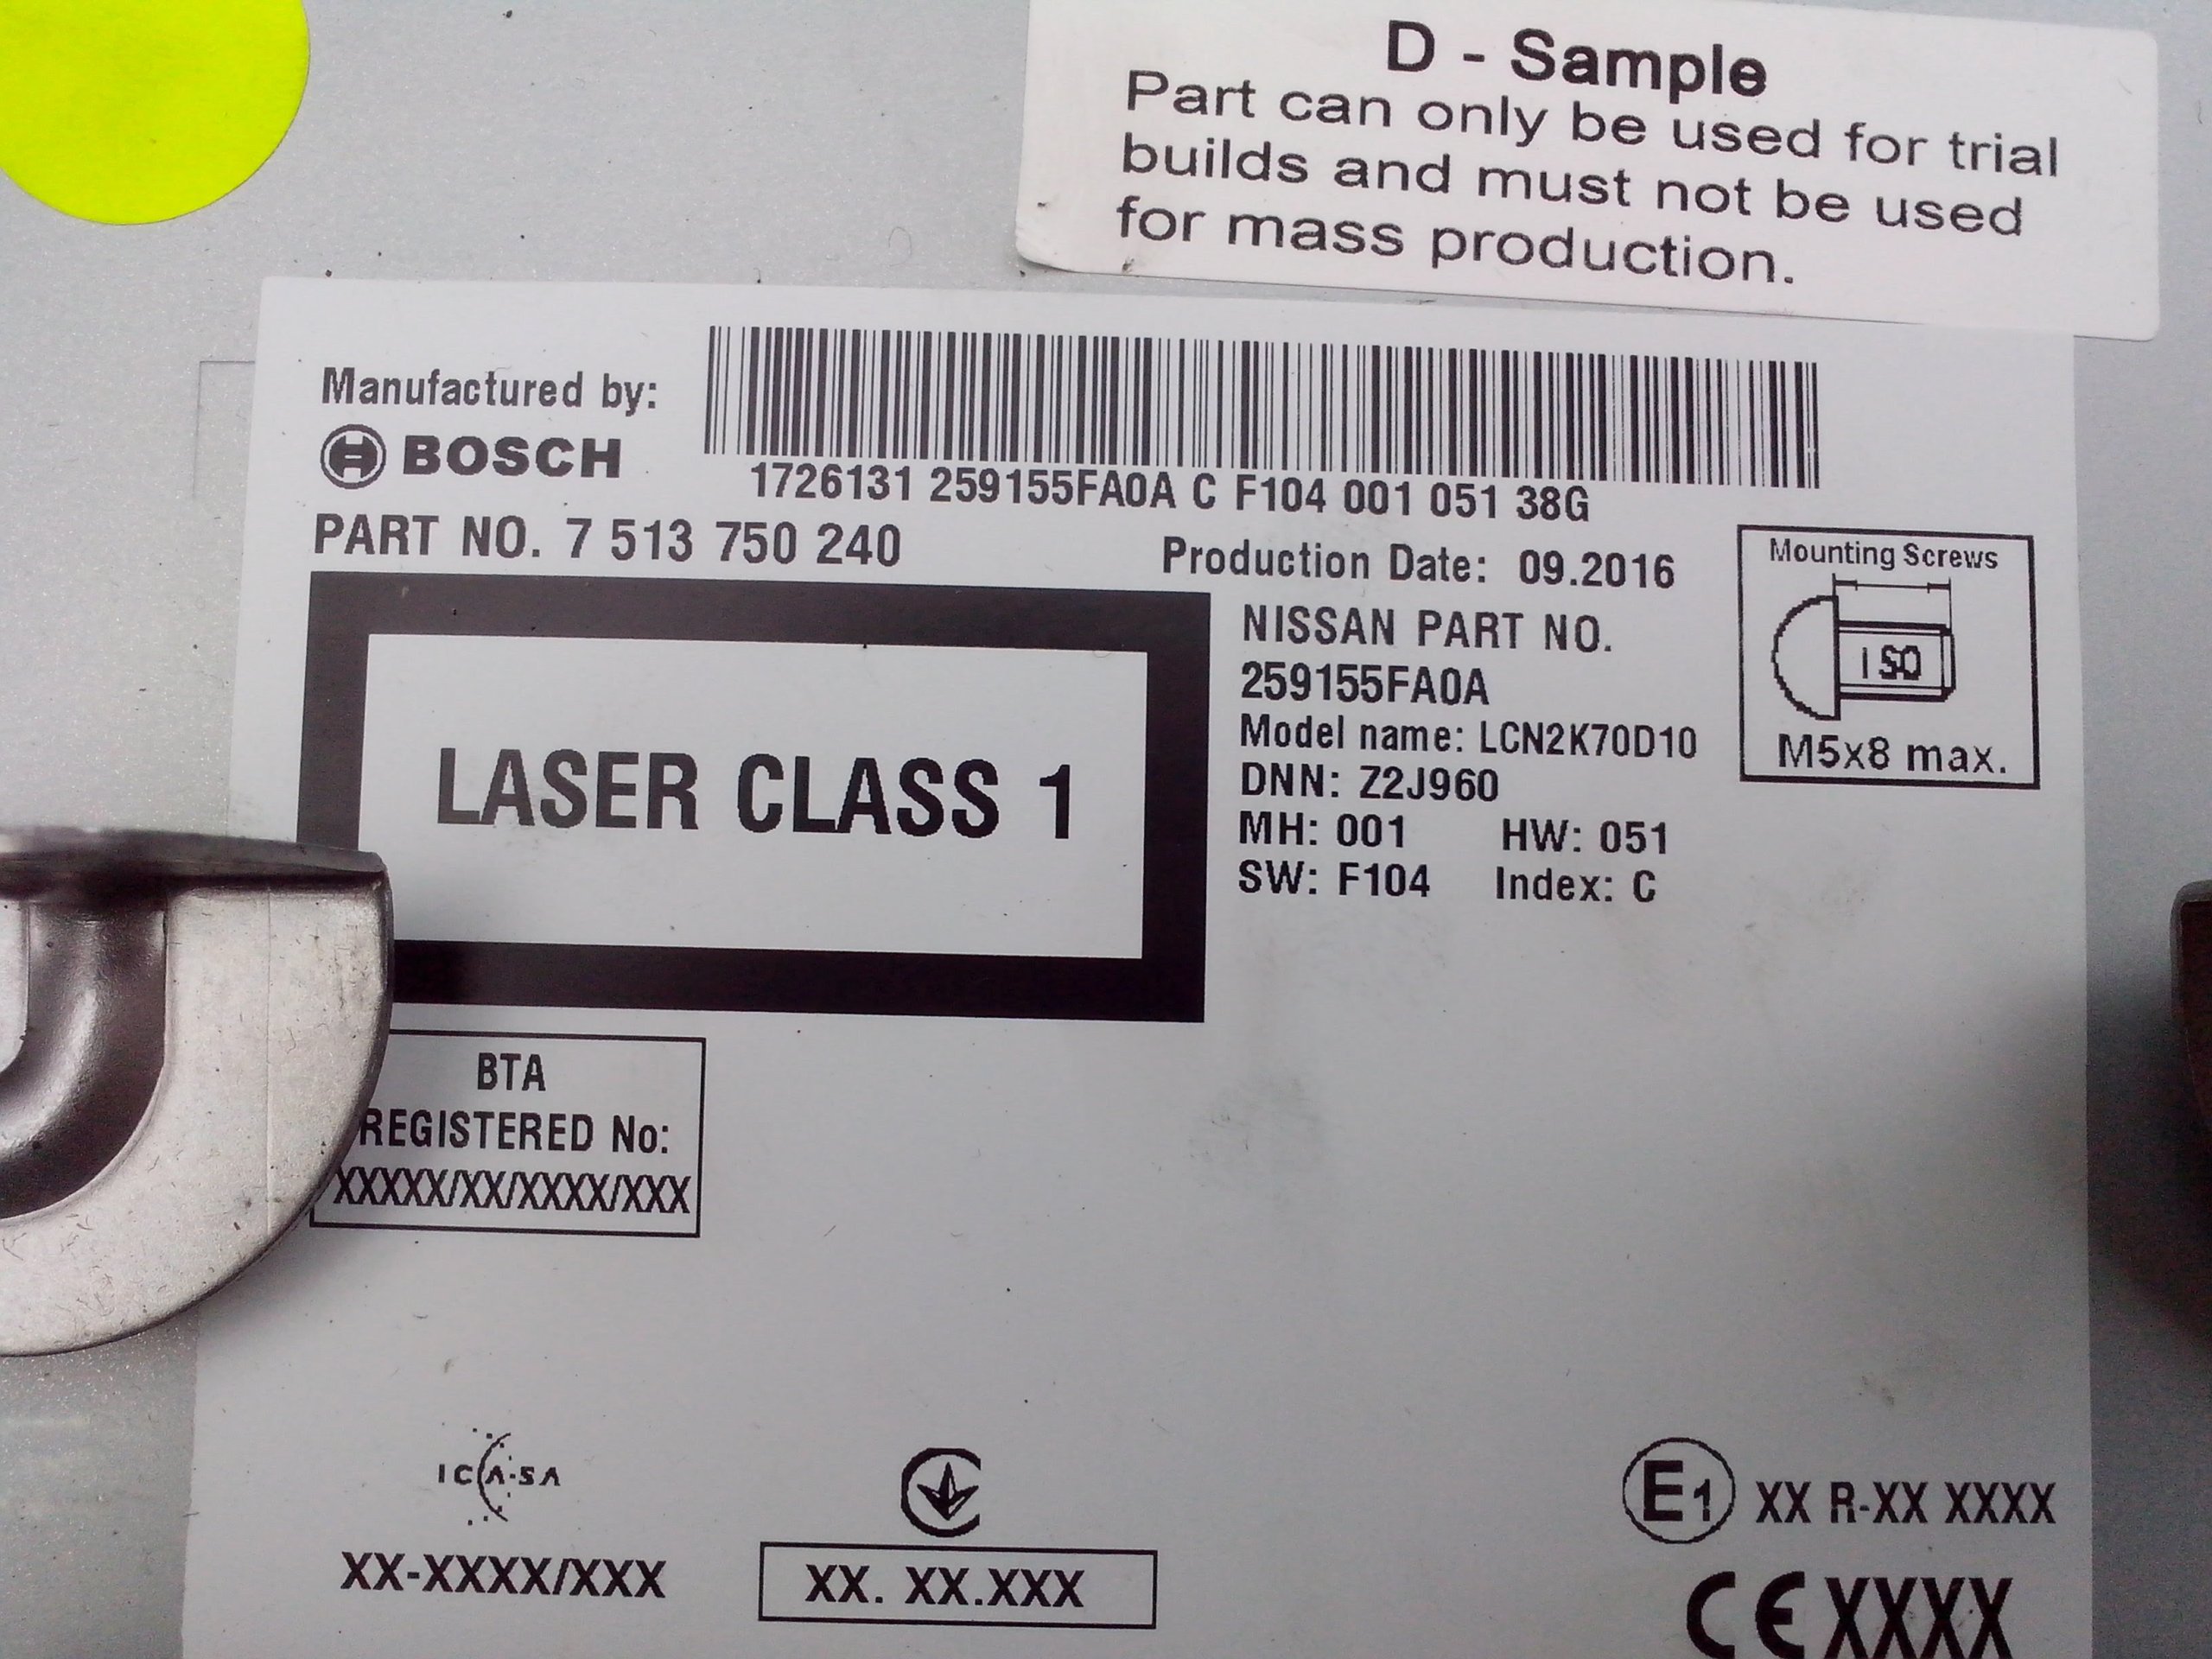 D - Sample
Part can only be used for trial
builds and must not be used
for mass production.
Manufactured by:
BOSCH
1726131 259155FA0A C F104 001 051 38G
PART NO. 7 513 750 240
Production Date: 09.2016
Mounting Screws
ISO
M5x8 max.
NISSAN PART NO.
259155FA0A
Model name: LCN2K70D10
DNN: Z2J960
MH: 001 HW: 051
SW: F104 Index: C
LASER CLASS 1
BTA
REGISTERED No:
XXXXX/XX/XXXX/XXX
ICASA
XX-XXXX/XXX
XX. XX.XXX
E1 XX R-XX XXXX
CE XXXX